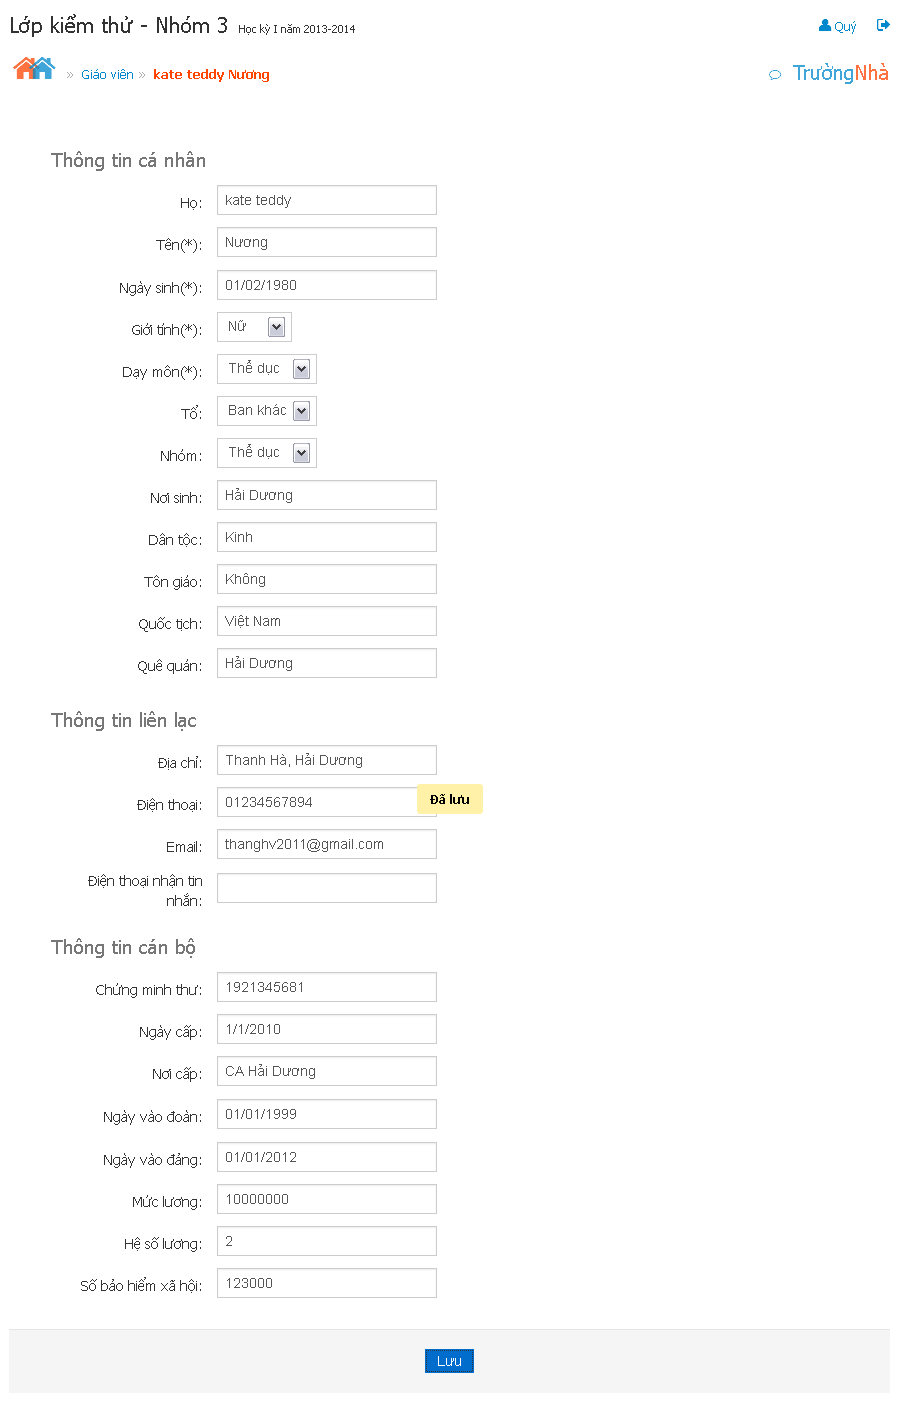 Lớp kiểm thử - Nhóm 3 Học kỳ I năm 2013-2014 Quý
» Giáo viên » kate teddy Nương TrườngNhà
Thông tin cá nhân
Họ: kate teddy
Tên(*): Nương
Ngày sinh(*): 01/02/1980
Giới tính(*): Nữ
Dạy môn(*): Thể dục
Tổ: Ban khác
Nhóm: Thể dục
Nơi sinh: Hải Dương
Dân tộc: Kinh
Tôn giáo: Không
Quốc tịch: Việt Nam
Quê quán: Hải Dương
Thông tin liên lạc
Địa chỉ: Thanh Hà, Hải Dương
Điện thoại: 01234567894 Đã lưu
Email: thanghv2011@gmail.com
Điện thoại nhận tin
nhắn:
Thông tin cán bộ
Chứng minh thư: 1921345681
Ngày cấp: 1/1/2010
Nơi cấp: CA Hải Dương
Ngày vào đoàn: 01/01/1999
Ngày vào đảng: 01/01/2012
Mức lương: 10000000
Hệ số lương: 2
Số bảo hiểm xã hội: 123000
Lưu